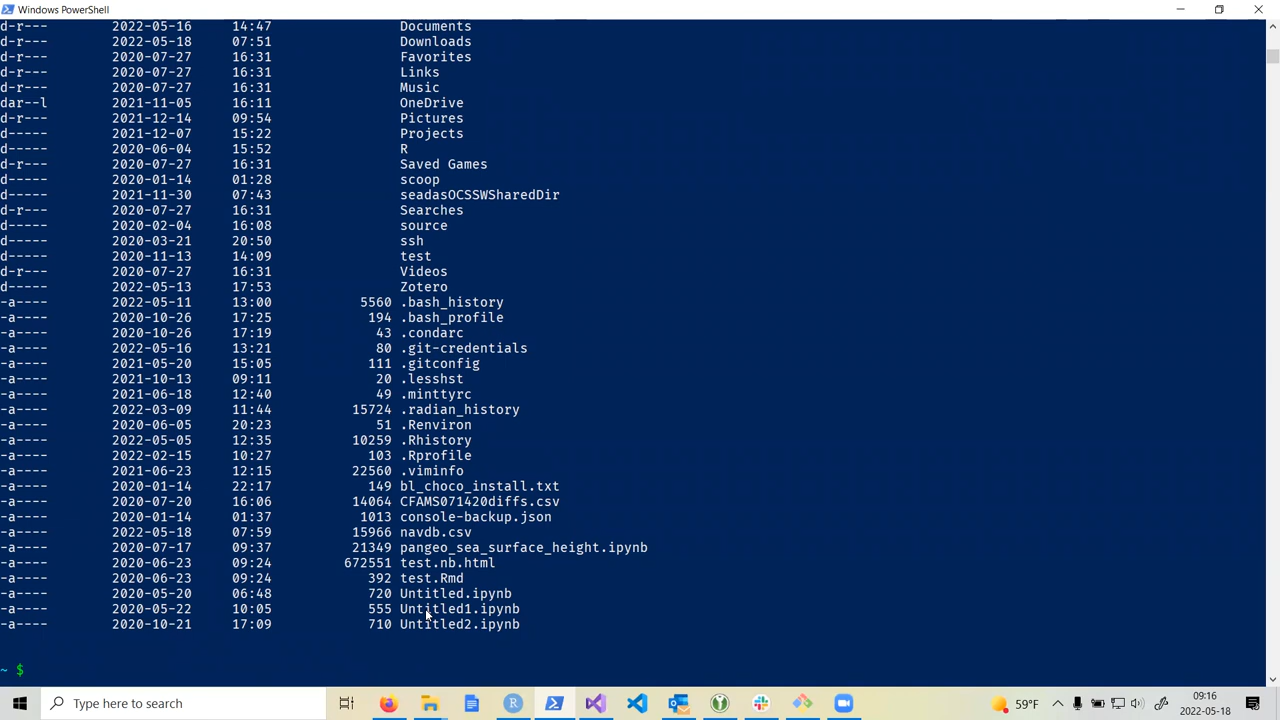 Windows PowerShell
d-r--- 2022-05-16 14:47 Documents
d-r--- 2022-05-18 07:51 Downloads
d-r--- 2020-07-27 16:31 Favorites
d-r--- 2020-07-27 16:31 Links
d-r--- 2020-07-27 16:31 Music
dar--l 2021-11-05 16:11 OneDrive
d-r--- 2021-12-14 09:54 Pictures
d----- 2021-12-07 15:22 Projects
d----- 2020-06-04 15:52 R
d-r--- 2020-07-27 16:31 Saved Games
d----- 2020-01-14 01:28 scoop
d----- 2021-11-30 07:43 seadasOCSSWSharedDir
d-r--- 2020-07-27 16:31 Searches
d----- 2020-02-04 16:08 source
d----- 2020-03-21 20:50 ssh
d----- 2020-11-13 14:09 test
d-r--- 2020-07-27 16:31 Videos
d----- 2022-05-13 17:53 Zotero
-a---- 2022-05-11 13:00 5560 .bash_history
-a---- 2020-10-26 17:25 194 .bash_profile
-a---- 2020-10-26 17:19 43 .condarc
-a---- 2022-05-16 13:21 80 .git-credentials
-a---- 2021-05-20 15:05 111 .gitconfig
-a---- 2021-10-13 09:11 20 .lesshst
-a---- 2021-06-18 12:40 49 .minttyrc
-a---- 2022-03-09 11:44 15724 .radian_history
-a---- 2020-06-05 20:23 51 .Renviron
-a---- 2022-05-05 12:35 10259 .Rhistory
-a---- 2022-02-15 10:27 103 .Rprofile
-a---- 2021-06-23 12:15 22560 .viminfo
-a---- 2020-01-14 22:17 149 bl_choco_install.txt
-a---- 2020-07-20 16:06 14064 CFAMS071420diffs.csv
-a---- 2020-01-14 01:37 1013 console-backup.json
-a---- 2022-05-18 07:59 15966 navdb.csv
-a---- 2020-07-17 09:37 21349 pangeo_sea_surface_height.ipynb
-a---- 2020-06-23 09:24 672551 test.nb.html
-a---- 2020-06-23 09:24 392 test.Rmd
-a---- 2020-05-20 06:48 720 Untitled.ipynb
-a---- 2020-05-22 10:05 555 Untitled1.ipynb
-a---- 2020-10-21 17:09 710 Untitled2.ipynb
~ $
Type here to search
59°F
09:16
2022-05-18